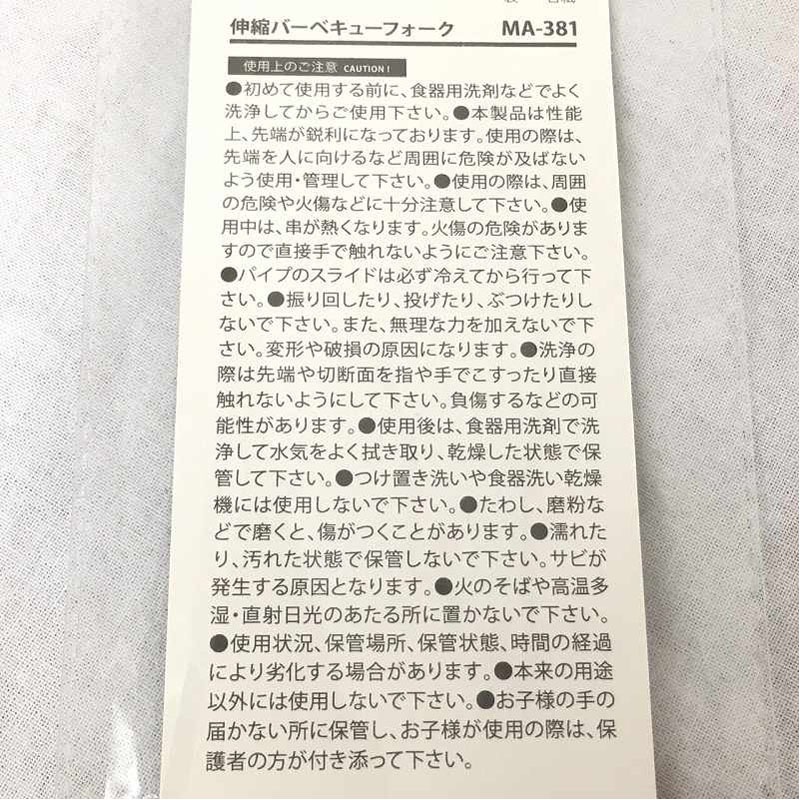 伸縮バーベキューフォーク MA-381
使用上のご注意 CAUTION!
●初めて使用する前に、食器用洗剤などでよく
洗浄してからご使用下さい。●本製品は性能
上、先端が鋭利になっております。使用の際は、
先端を人に向けるなど周囲に危険が及ばない
よう使用・管理して下さい。●使用の際は、周囲
の危険や火傷などに十分注意して下さい。●使
用中は、串が熱くなります。火傷の危険がありま
すので直接手で触れないようにご注意下さい。
●パイプのスライドは必ず冷えてから行って下
さい。●振り回したり、投げたり、ぶつけたりし
ないで下さい。また、無理な力を加えないで下
さい。変形や破損の原因になります。●洗浄の
際は先端や切断面を指や手でこすったり直接
触れないようにして下さい。負傷するなどの可
能性があります。●使用後は、食器用洗剤で洗
浄して水気をよく拭き取り、乾燥した状態で保
管して下さい。●つけ置き洗いや食器洗い乾燥
機には使用しないで下さい。●たわし、磨粉な
どで磨くと、傷がつくことがあります。●濡れた
り、汚れた状態で保管しないで下さい。サビが
発生する原因となります。●火のそばや高温多
湿・直射日光のあたる所に置かないで下さい。
●使用状況、保管場所、保管状態、時間の経過
により劣化する場合があります。●本来の用途
以外には使用しないで下さい。●お子様の手の
届かない所に保管し、お子様が使用の際は、保
護者の方が付き添って下さい。